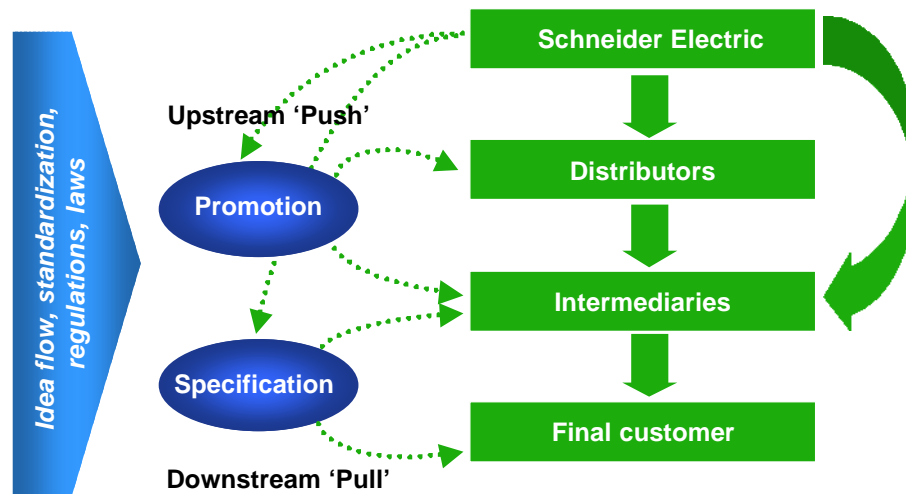 Idea flow, standardization,
regulations, laws
Schneider Electric
Upstream ‘Push’
Distributors
Promotion
Intermediaries
Specification
Final customer
Downstream ‘Pull’